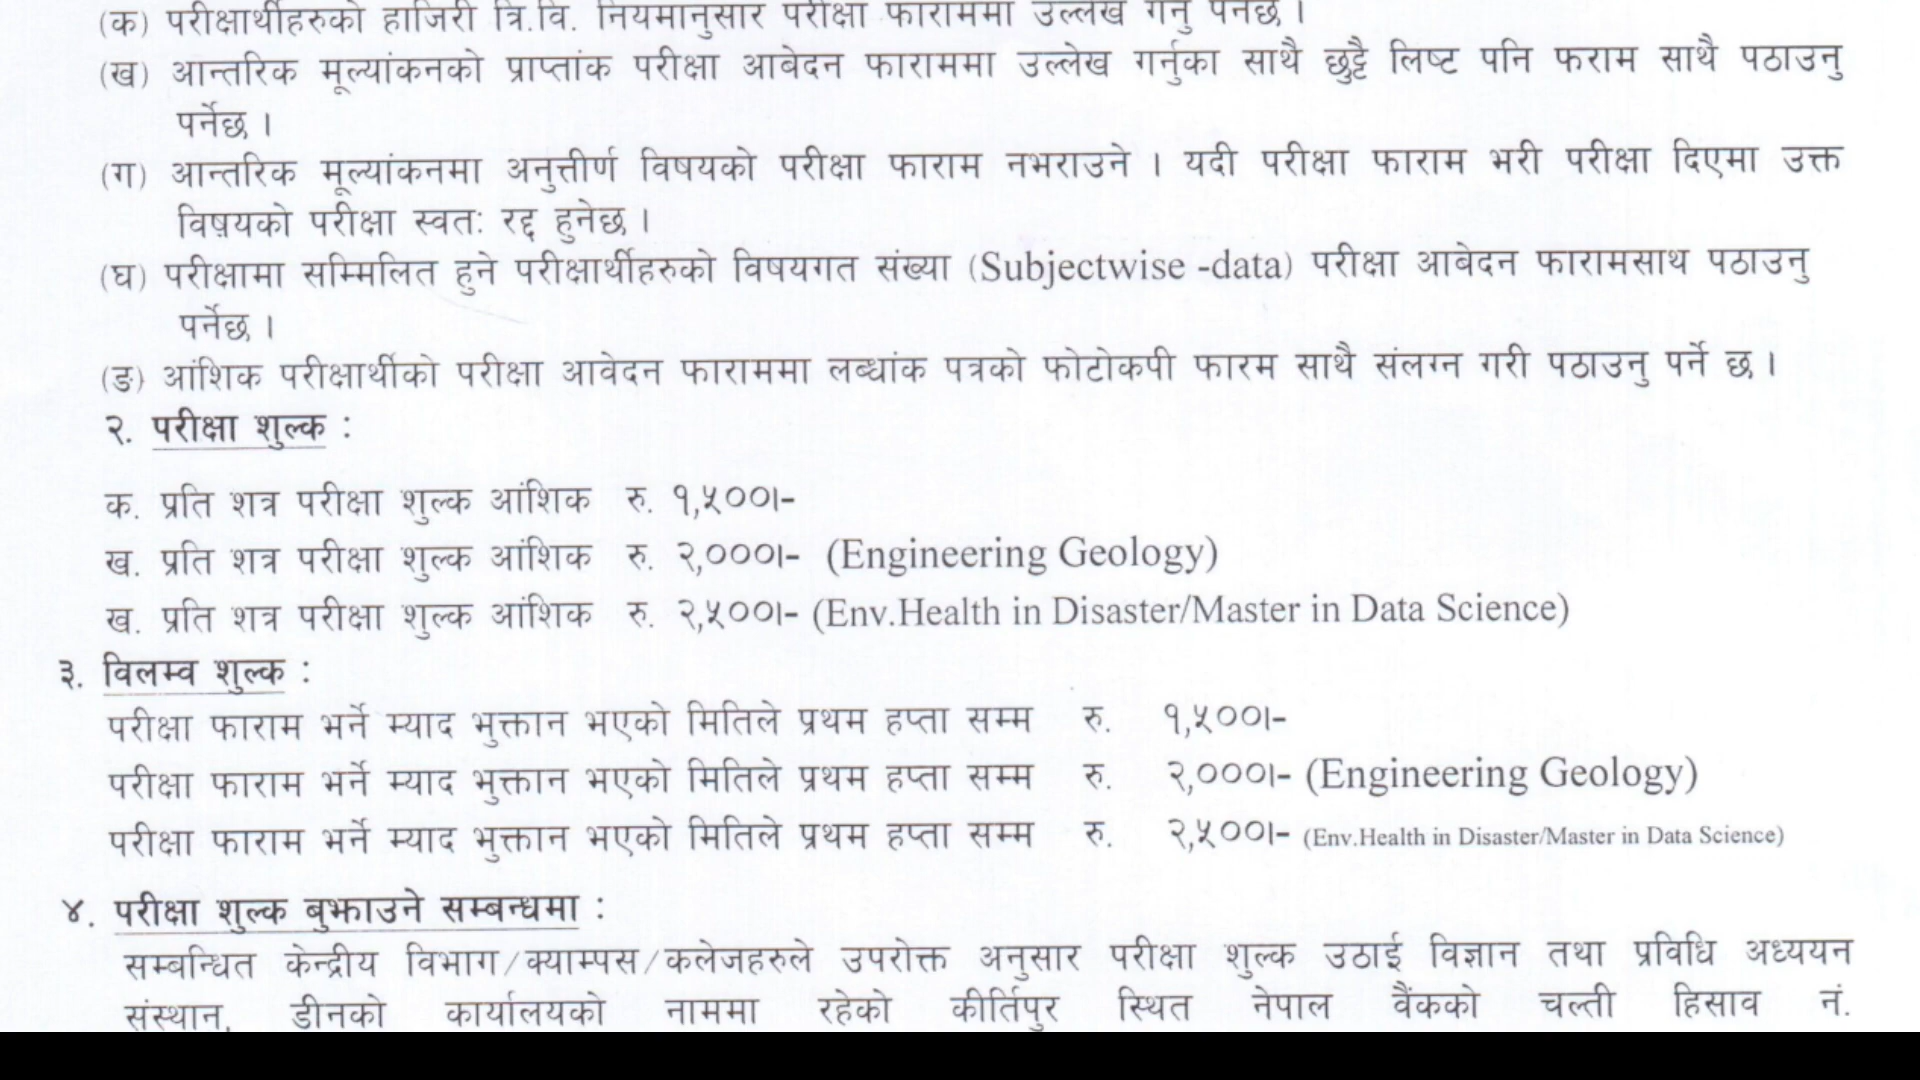 (क) परीक्षार्थीहरुको हाजिरी त्रि.वि. नियमानुसार परीक्षा फाराममा उल्लेख गर्नु पर्नेछ ।
(ख) आन्तरिक मूल्यांकनको प्राप्तांक परीक्षा आबेदन फाराममा उल्लेख गर्नुका साथै छुट्टै लिष्ट पनि फराम साथै पठाउनु
पर्नेछ ।
(ग) आन्तरिक मूल्यांकनमा अनुत्तीर्ण विषयको परीक्षा फाराम नभराउने । यदी परीक्षा फाराम भरी परीक्षा दिएमा उक्त
विषयको परीक्षा स्वत: रद्द हुनेछ ।
(घ) परीक्षामा सम्मिलित हुने परीक्षार्थीहरुको विषयगत संख्या (Subjectwise -data) परीक्षा आबेदन फारामसाथ पठाउनु
पर्नेछ ।
(ङ) आंशिक परीक्षार्थीको परीक्षा आवेदन फाराममा लब्धांक पत्रको फोटोकपी फारम साथै संलग्न गरी पठाउनु पर्ने छ ।
२. परीक्षा शुल्क :
क. प्रति शत्र परीक्षा शुल्क आंशिक रु. १,५००।-
ख. प्रति शत्र परीक्षा शुल्क आंशिक रु. २,०००।- (Engineering Geology)
ख. प्रति शत्र परीक्षा शुल्क आंशिक रु. २,५००।- (Env.Health in Disaster/Master in Data Science)
३. विलम्व शुल्क :
परीक्षा फाराम भर्ने म्याद भुक्तान भएको मितिले प्रथम हप्ता सम्म रु. १,५००।-
परीक्षा फाराम भर्ने म्याद भुक्तान भएको मितिले प्रथम हप्ता सम्म रु. २,०००।- (Engineering Geology)
परीक्षा फाराम भर्ने म्याद भुक्तान भएको मितिले प्रथम हप्ता सम्म रु. २,५००।- (Env.Health in Disaster/Master in Data Science)
४. परीक्षा शुल्क बुझाउने सम्बन्धमा :
सम्बन्धित केन्द्रीय विभाग/क्याम्पस/कलेजहरुले उपरोक्त अनुसार परीक्षा शुल्क उठाई विज्ञान तथा प्रविधि अध्ययन
संस्थान, डीनको कार्यालयको नाममा रहेको कीर्तिपुर स्थित नेपाल वैंकको चल्ती हिसाव नं.